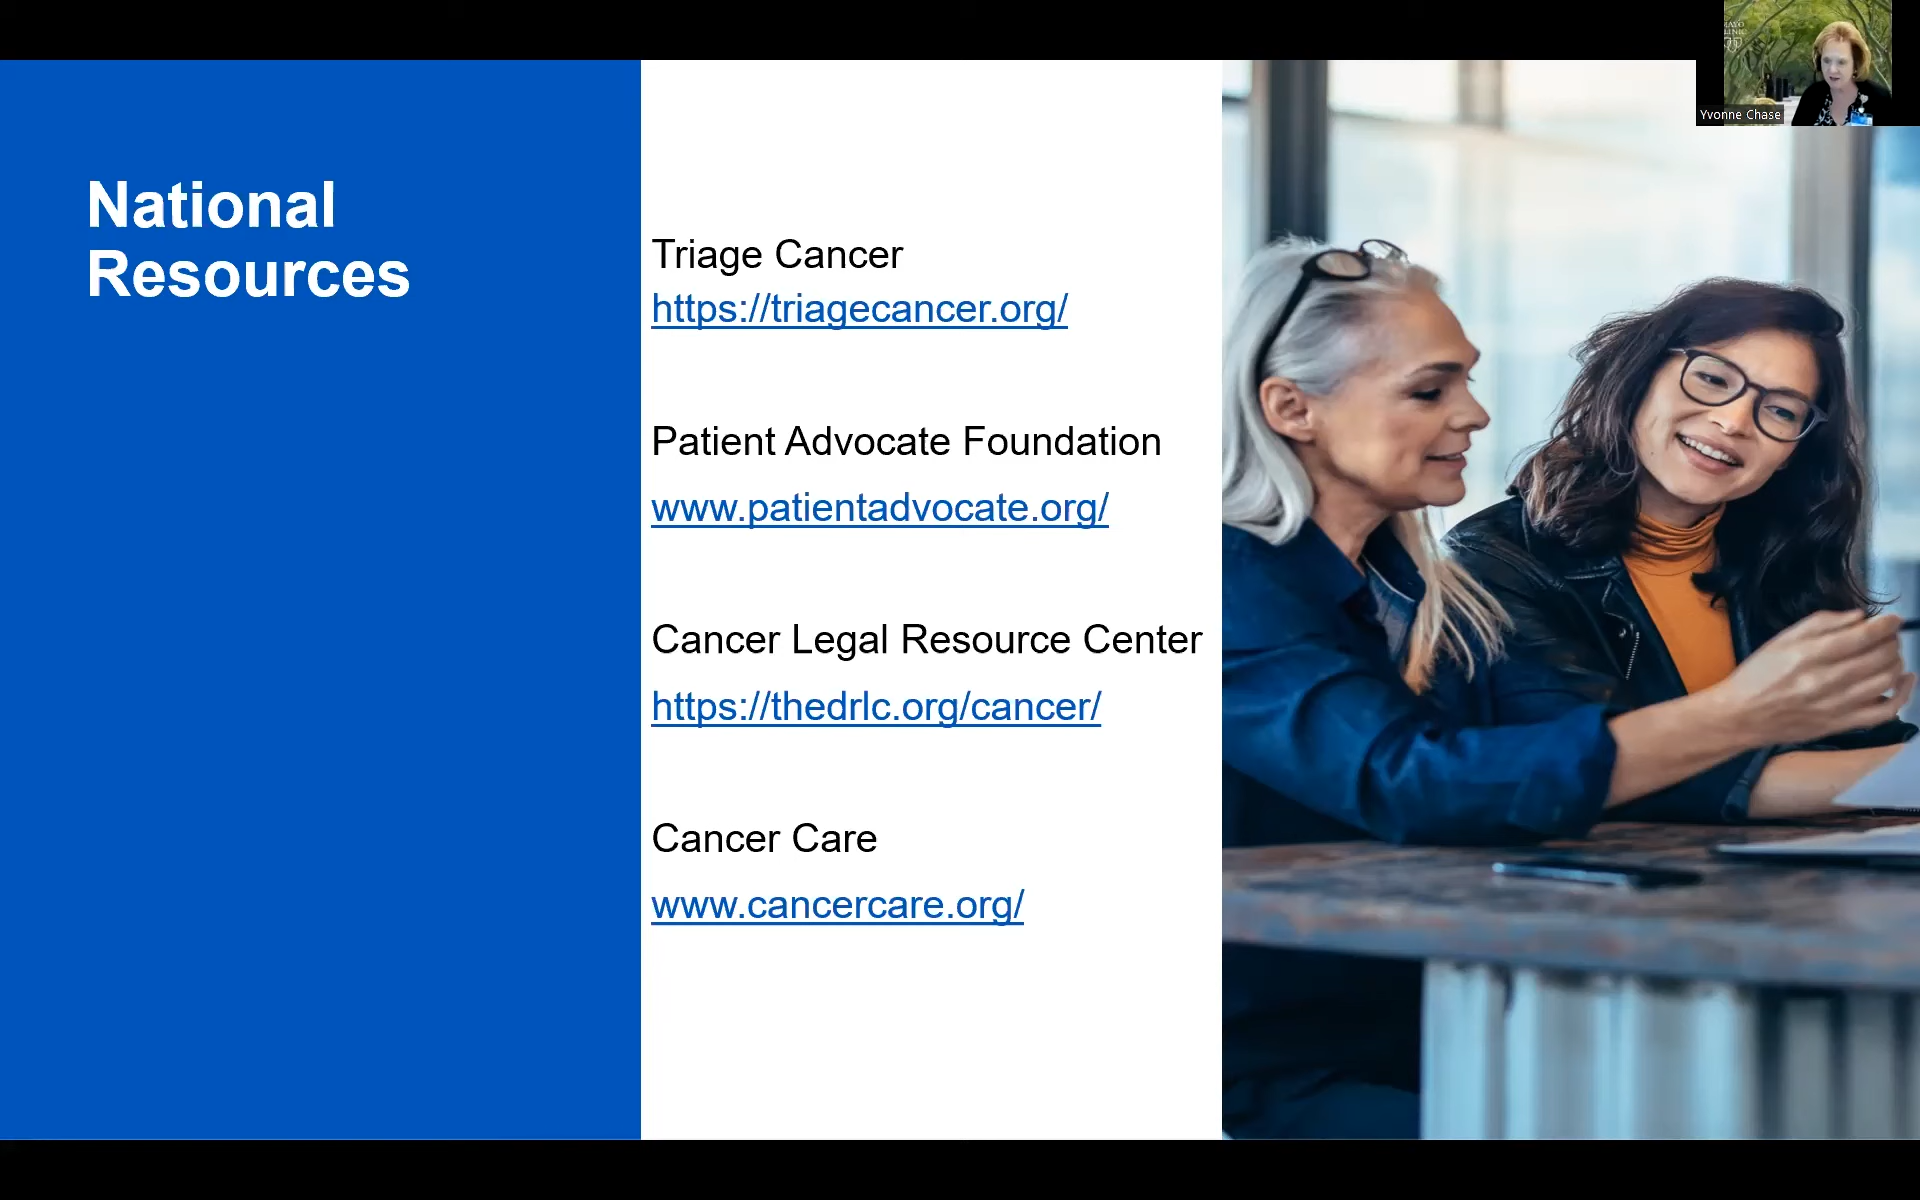 National
Resources
Triage Cancer
https://triagecancer.org/
Patient Advocate Foundation
www.patientadvocate.org/
Cancer Legal Resource Center
https://thedrlc.org/cancer/
Cancer Care
www.cancercare.org/
Yvonne Chase